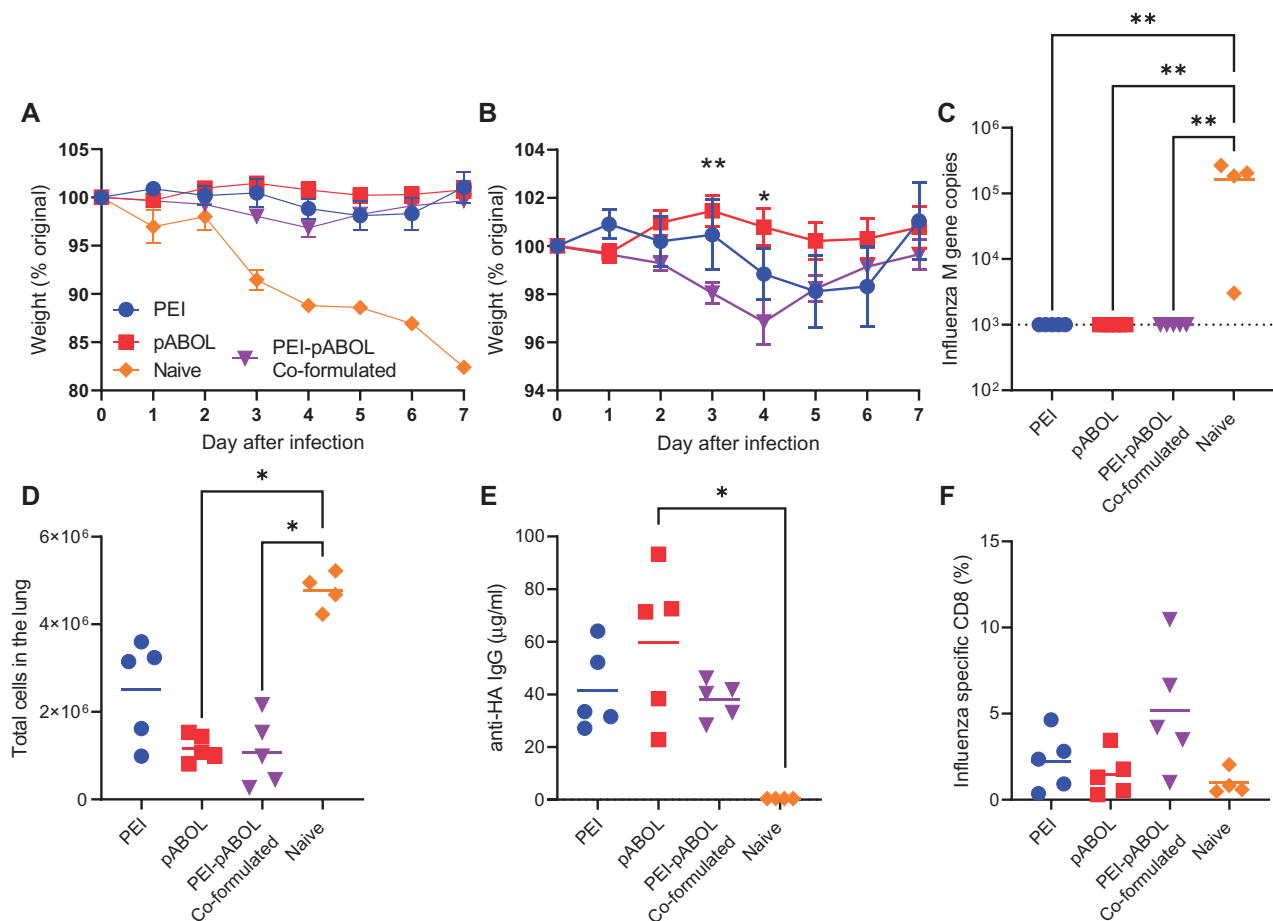 **
**
**
A
B
C
Weight (% original)
105
100
95
90
85
80
0 1 2 3 4 5 6 7
Day after infection
PEI
pABOL
Naive
PEI-pABOL
Co-formulated
Weight (% original)
104
102
100
98
96
94
**
*
0 1 2 3 4 5 6 7
Day after infection
Influenza M gene copies
10⁶
10⁵
10⁴
10³
10²
PEI
pABOL
PEI-pABOL
Co-formulated
Naive
D
Total cells in the lung
6×10⁶
4×10⁶
2×10⁶
0
*
*
PEI
pABOL
PEI-pABOL
Co-formulated
Naive
E
anti-HA IgG (μg/ml)
100
80
60
40
20
0
*
PEI
pABOL
PEI-pABOL
Co-formulated
Naive
F
Influenza specific CD8 (%)
15
10
5
0
PEI
pABOL
PEI-pABOL
Co-formulated
Naive